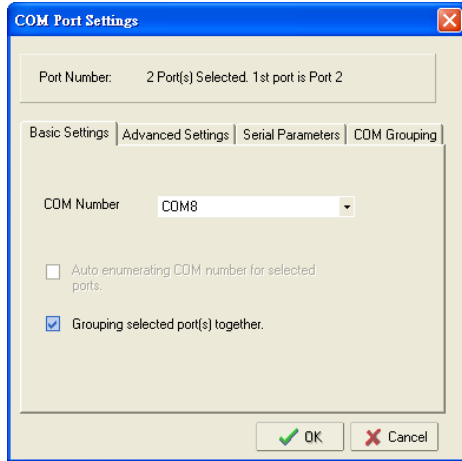 COM Port Settings
Port Number: 2 Port(s) Selected. 1st port is Port 2
Basic Settings Advanced Settings Serial Parameters COM Grouping
COM Number COM8
Auto enumerating COM number for selected
ports.
Grouping selected port(s) together.
OK Cancel